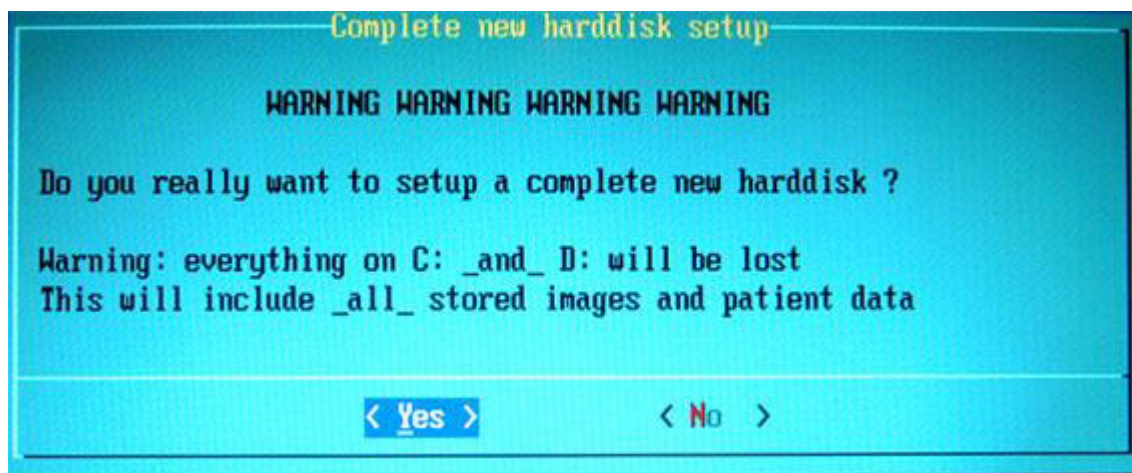 Complete new harddisk setup
WARNING WARNING WARNING WARNING
Do you really want to setup a complete new harddisk ?
Warning: everything on C: _and_ D: will be lost
This will include _all_ stored images and patient data
< Yes > < No >